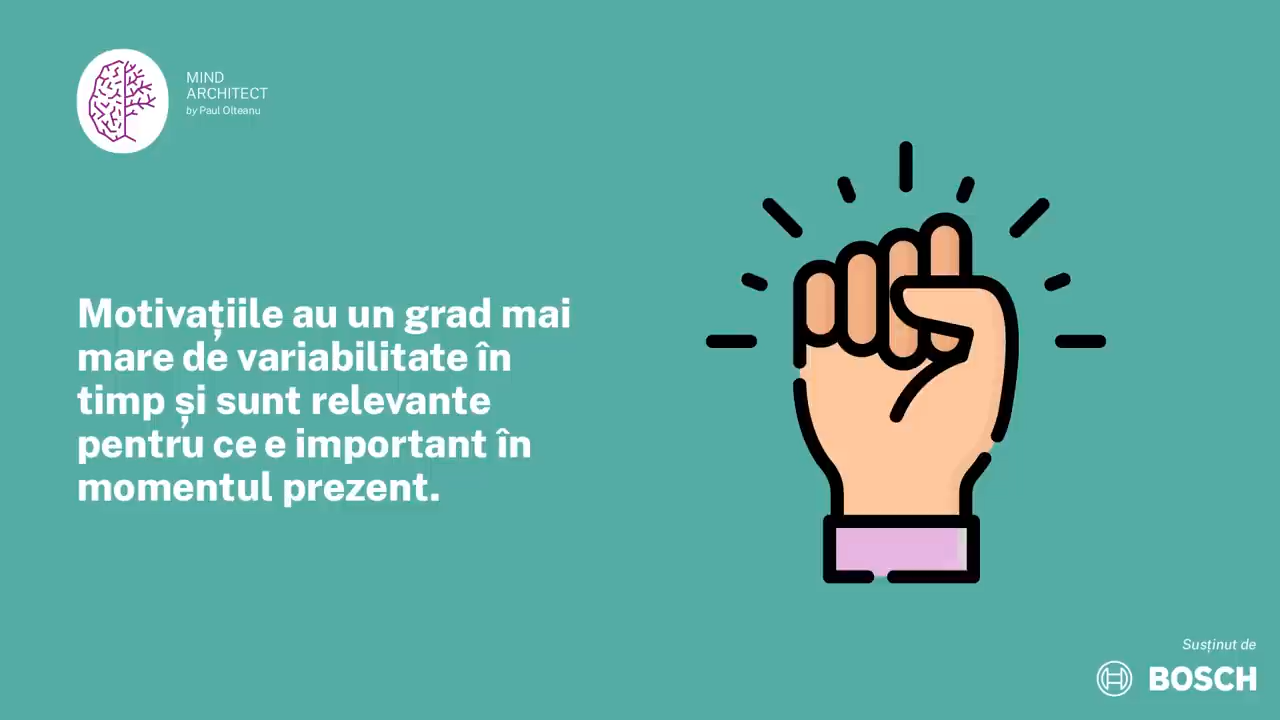 MIND
ARCHITECT
by Paul Olteanu
Motivațiile au un grad mai
mare de variabilitate în
timp și sunt relevante
pentru ce e important în
momentul prezent.
Susținut de
BOSCH